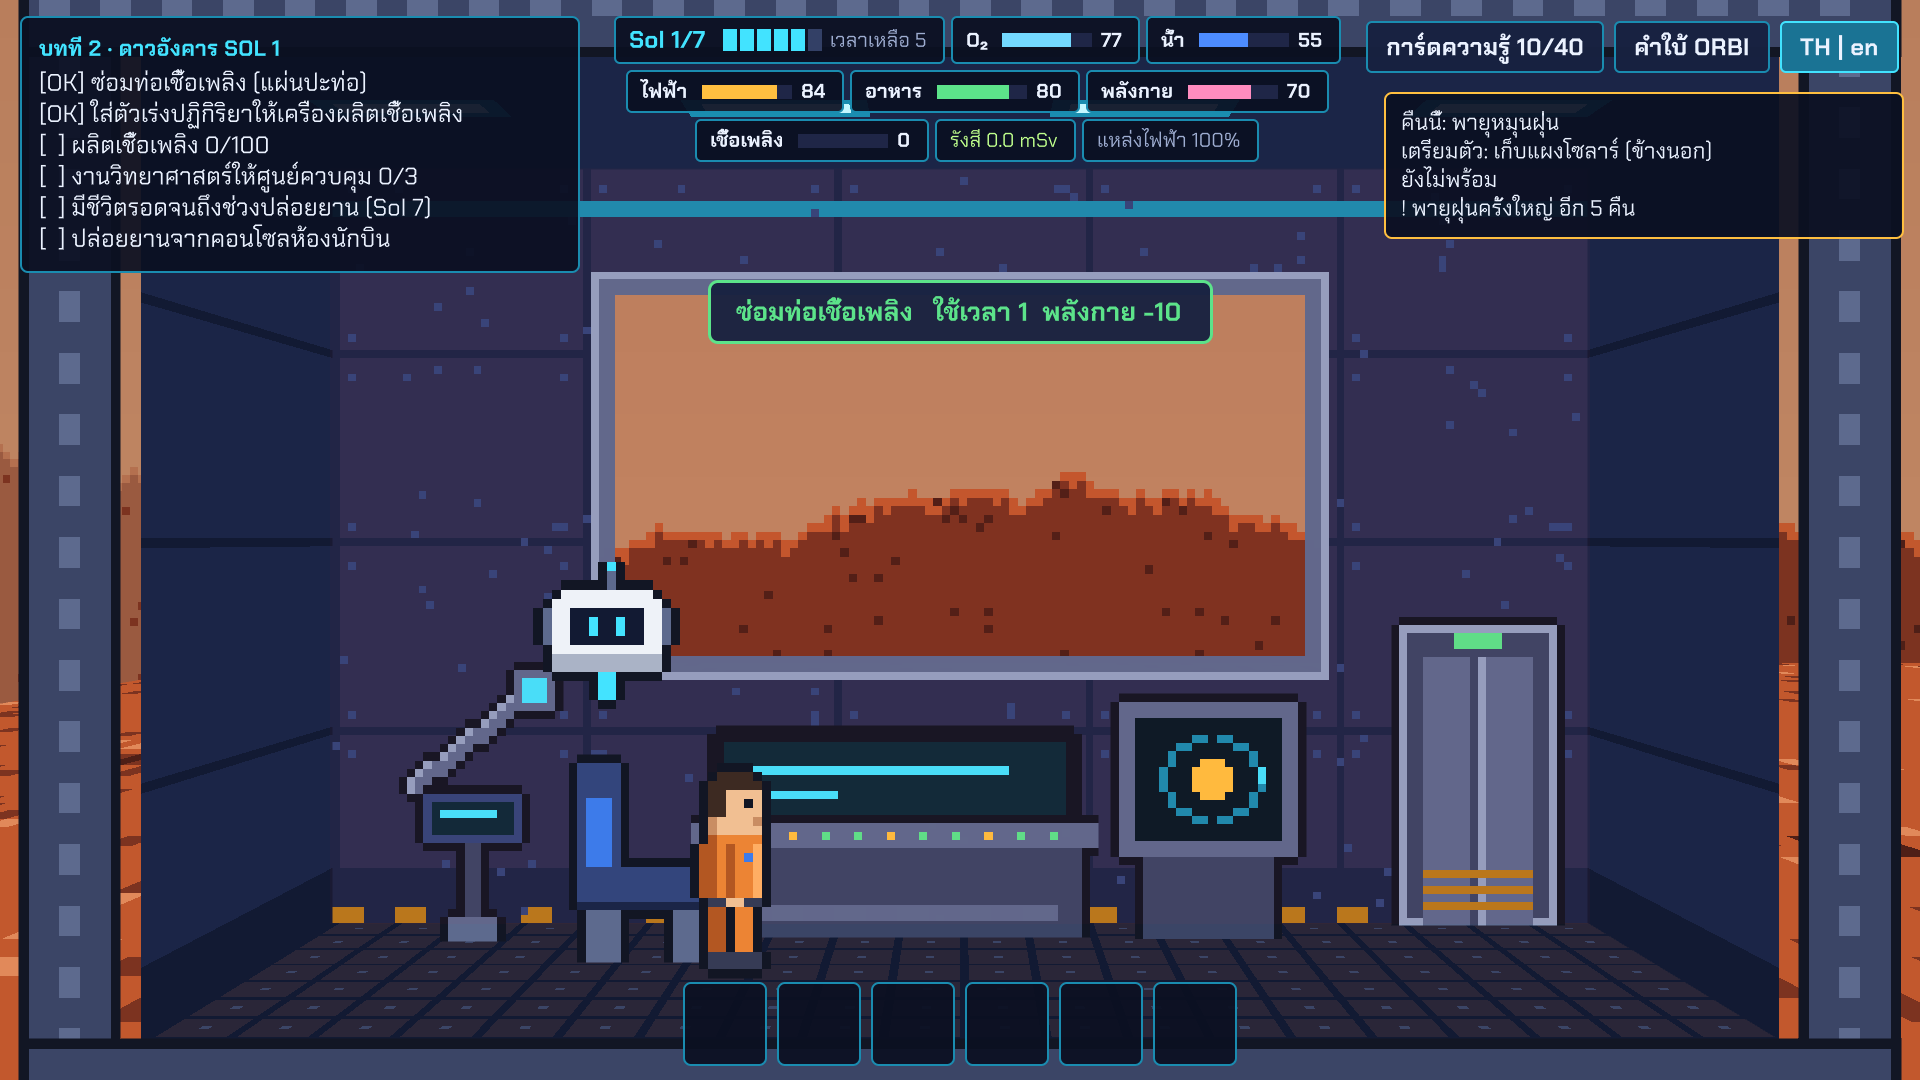 บทที่ 2 · ดาวอังคาร SOL 1
[OK] ซ่อมท่อเชื้อเพลิง (แผ่นปะท่อ)
[OK] ใส่ตัวเร่งปฏิกิริยาให้เครื่องผลิตเชื้อเพลิง
[ ] ผลิตเชื้อเพลิง 0/100
[ ] งานวิทยาศาสตร์ให้ศูนย์ควบคุม 0/3
[ ] มีชีวิตรอดจนถึงช่วงปล่อยยาน (Sol 7)
[ ] ปล่อยยานจากคอนโซลห้องนักบิน
Sol 1/7 เวลาเหลือ 5
O₂ 77
น้ำ 55
ไฟฟ้า 84
อาหาร 80
พลังกาย 70
เชื้อเพลิง 0
รังสี 0.0 mSv
แหล่งไฟฟ้า 100%
การ์ดความรู้ 10/40
คำใบ้ ORBI
TH | en
คืนนี้: พายุหมุนฝุ่น
เตรียมตัว: เก็บแผงโซลาร์ (ข้างนอก)
ยังไม่พร้อม
! พายุฝุ่นครั้งใหญ่ อีก 5 คืน
ซ่อมท่อเชื้อเพลิง ใช้เวลา 1 พลังกาย -10